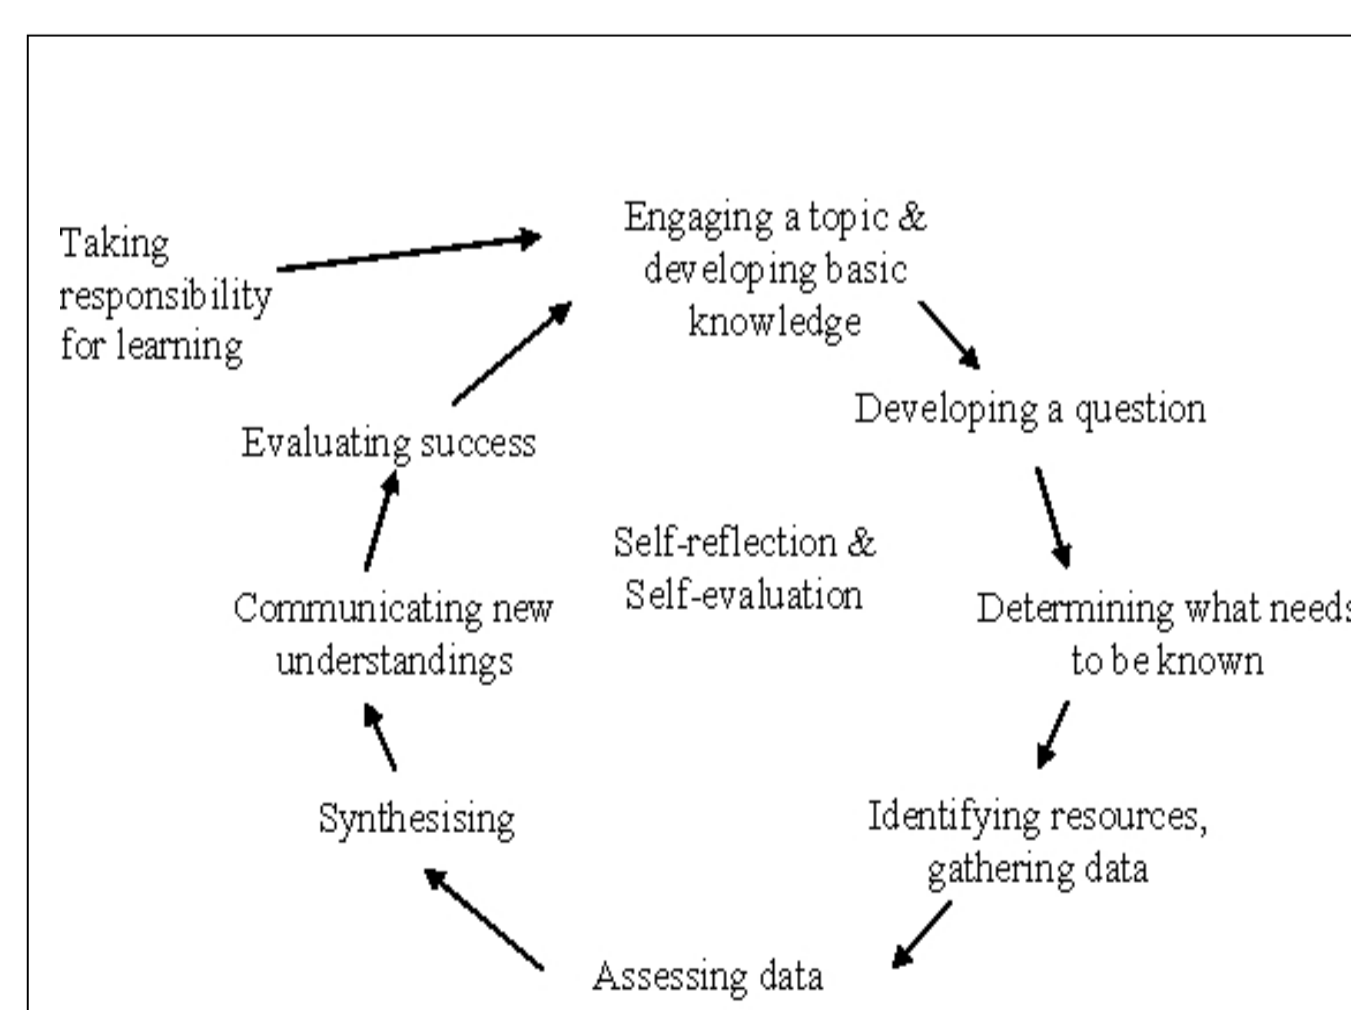 Taking
responsibility
for learning
Engaging a topic &
developing basic
knowledge
Developing a question
Determining what needs
to be known
Identifying resources,
gathering data
Assessing data
Synthesising
Communicating new
understandings
Evaluating success
Self-reflection &
Self-evaluation